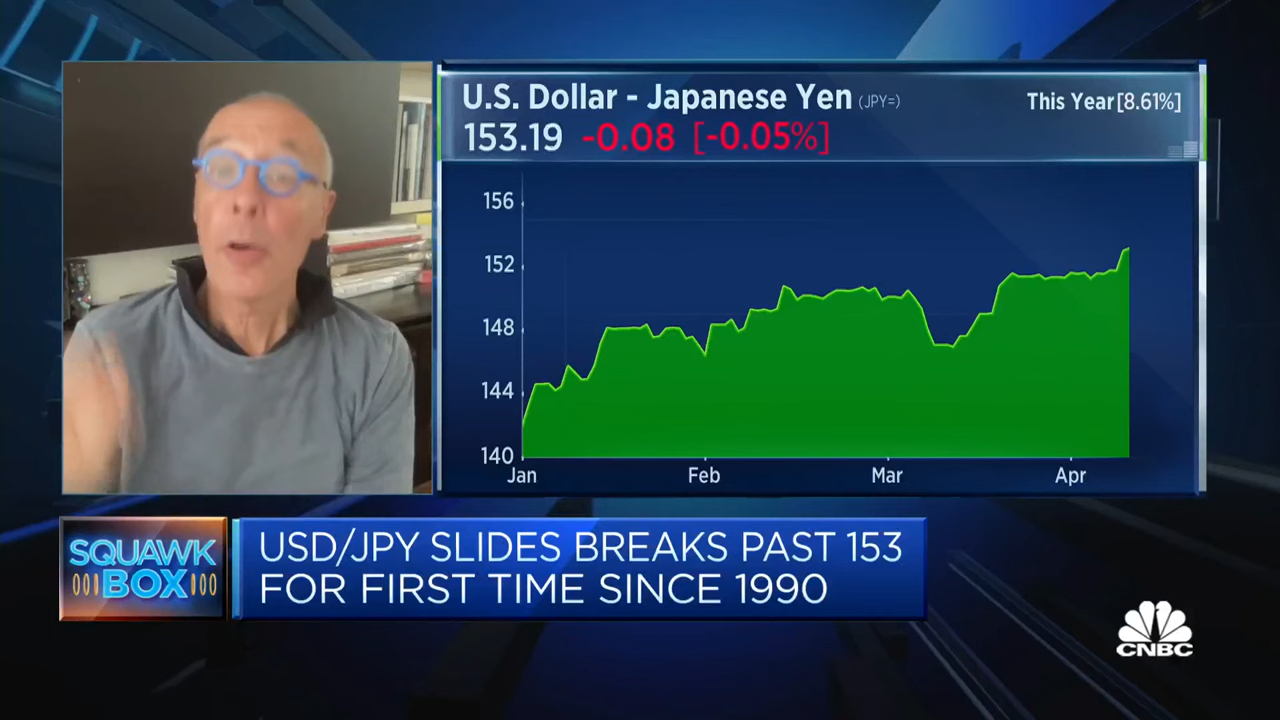 U.S. Dollar - Japanese Yen (JPY=)
This Year[8.61%]
153.19 -0.08 [-0.05%]
156
152
148
144
140
Jan Feb Mar Apr
SQUAWK
BOX
USD/JPY SLIDES BREAKS PAST 153
FOR FIRST TIME SINCE 1990
CNBC